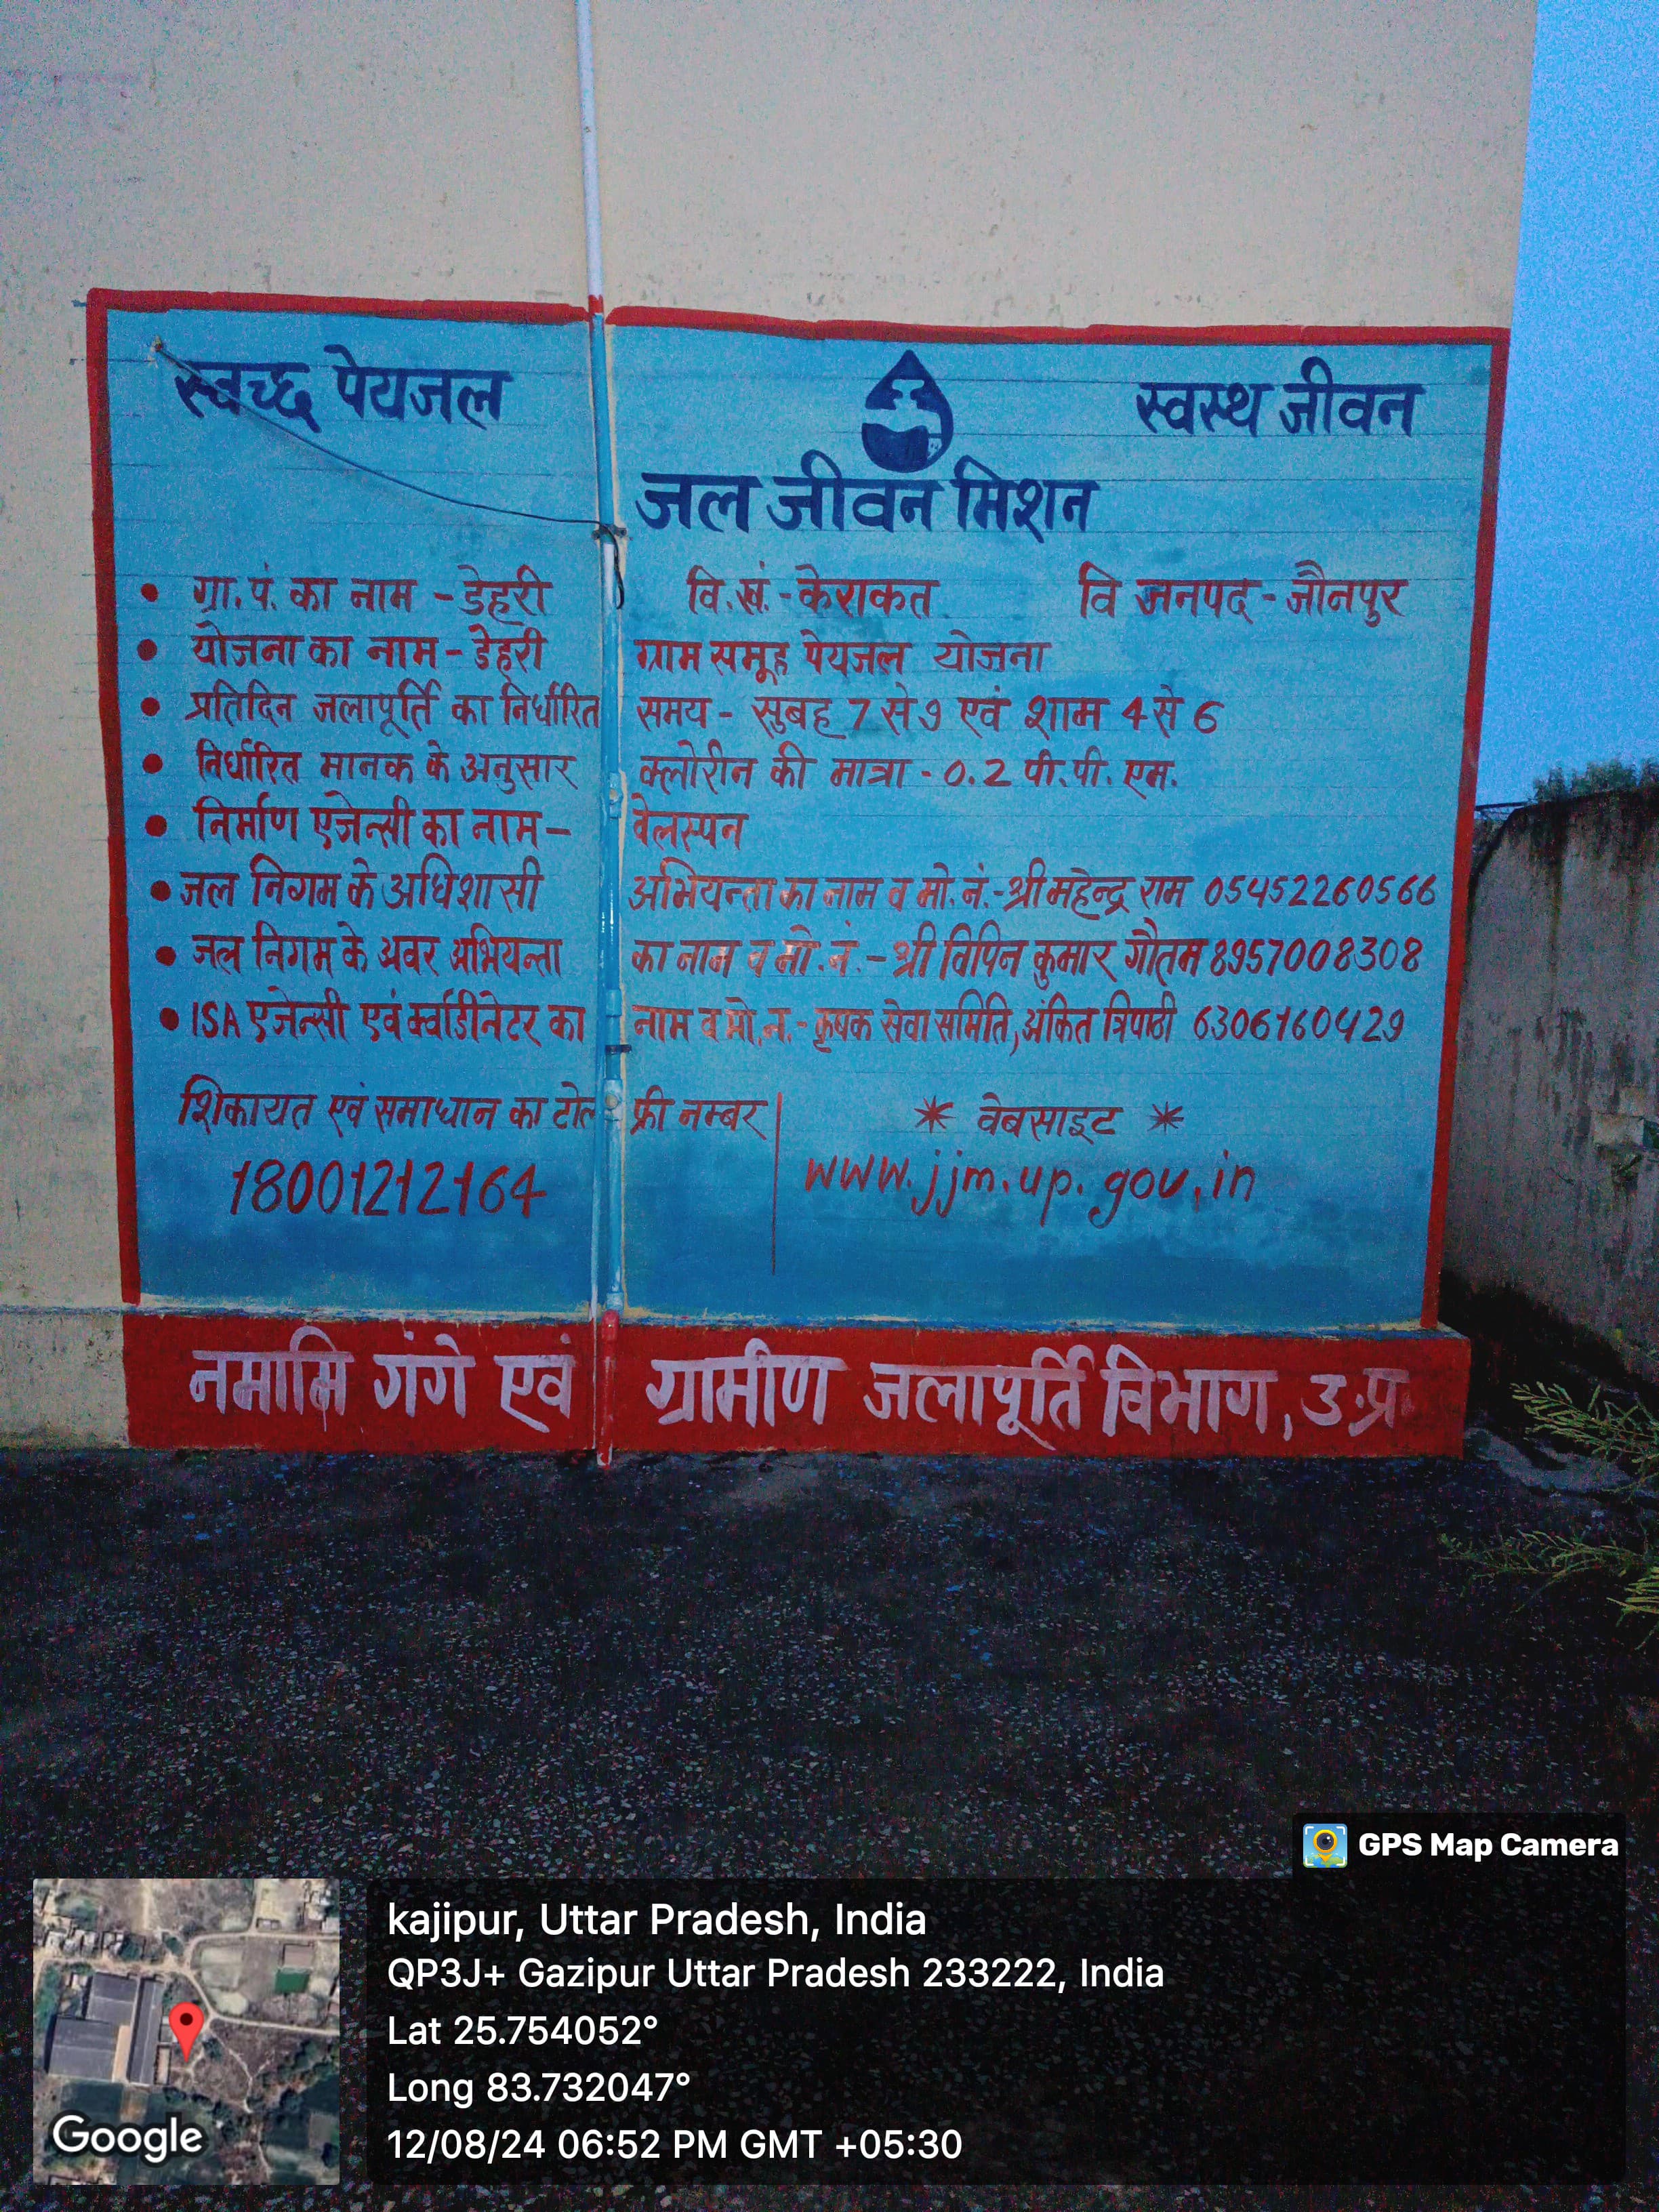 स्वच्छ पेयजल स्वस्थ जीवन
जल जीवन मिशन
• ग्रा.पं. का नाम - डेहरी वि.खं. - केराकत वि जनपद - जौनपुर
• योजना का नाम - डेहरी ग्राम समूह पेयजल योजना
• प्रतिदिन जलापूर्ति का निर्धारित समय - सुबह 7 से 9 एवं शाम 4 से 6
• निर्धारित मानक के अनुसार क्लोरीन की मात्रा - 0.2 पी.पी. एम.
• निर्माण एजेन्सी का नाम - वेलस्पन
• जल निगम के अधिशासी अभियन्ता का नाम व मो. नं.- श्री महेन्द्र राम 05452260566
• जल निगम के अवर अभियन्ता का नाम व मो. नं. - श्री विपिन कुमार गौतम 8957008308
• ISA एजेन्सी एवं क्वार्डीनेटर का नाम व मो. न. - कृषक सेवा समिति, अंकित त्रिपाठी 6306160429
शिकायत एवं समाधान का टोल फ्री नम्बर * वेबसाइट *
18001212164 www.jjm.up.gov.in
नमामि गंगे एवं ग्रामीण जलापूर्ति विभाग, उ.प्र
GPS Map Camera
kajipur, Uttar Pradesh, India
QP3J+ Gazipur Uttar Pradesh 233222, India
Lat 25.754052°
Long 83.732047°
12/08/24 06:52 PM GMT +05:30
Google